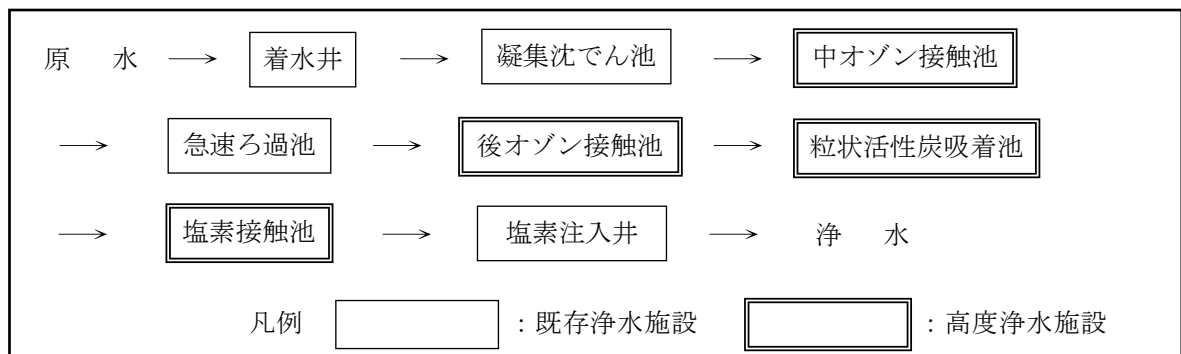 原 水 → 着水井 → 凝集沈でん池 → 中オゾン接触池
→ 急速ろ過池 → 後オゾン接触池 → 粒状活性炭吸着池
→ 塩素接触池 → 塩素注入井 → 浄 水
凡例 :既存浄水施設 :高度浄水施設